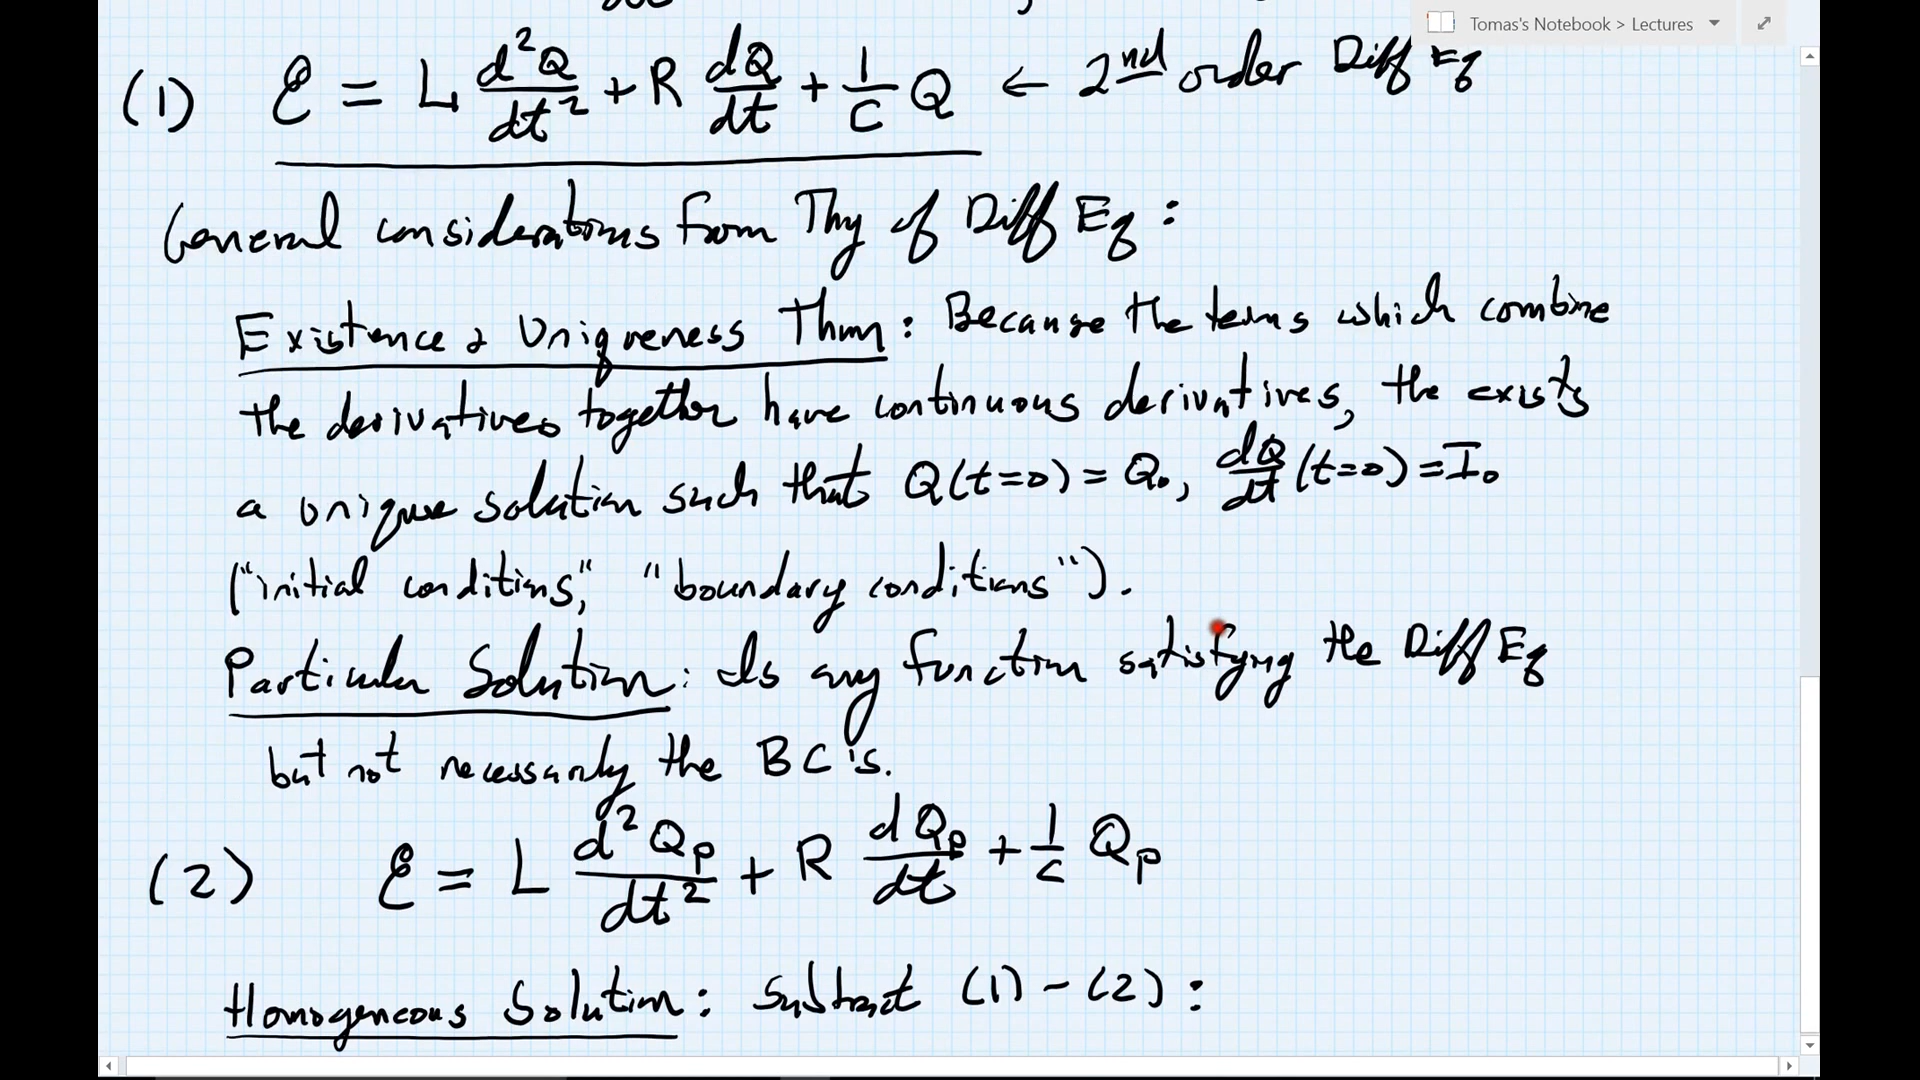 Tomas's Notebook > Lectures
(1) ℰ = L d²Q/dt² + R dQ/dt + 1/C Q ← 2nd order Diff Eq
General considerations from Thy of Diff Eq:
Existence & Uniqueness Thm: Because the terms which combine
the derivatives together have continuous derivatives, the exists
a unique solution such that Q(t=0) = Q₀, dQ/dt (t=0) = I₀
("initial conditions," "boundary conditions").
Particular Solution: Is any function satisfying the Diff Eq
but not necessarily the BC's.
(2) ℰ = L d²Qp/dt² + R dQp/dt + 1/C Qp
Homogeneous Solution: Subtract (1) - (2):